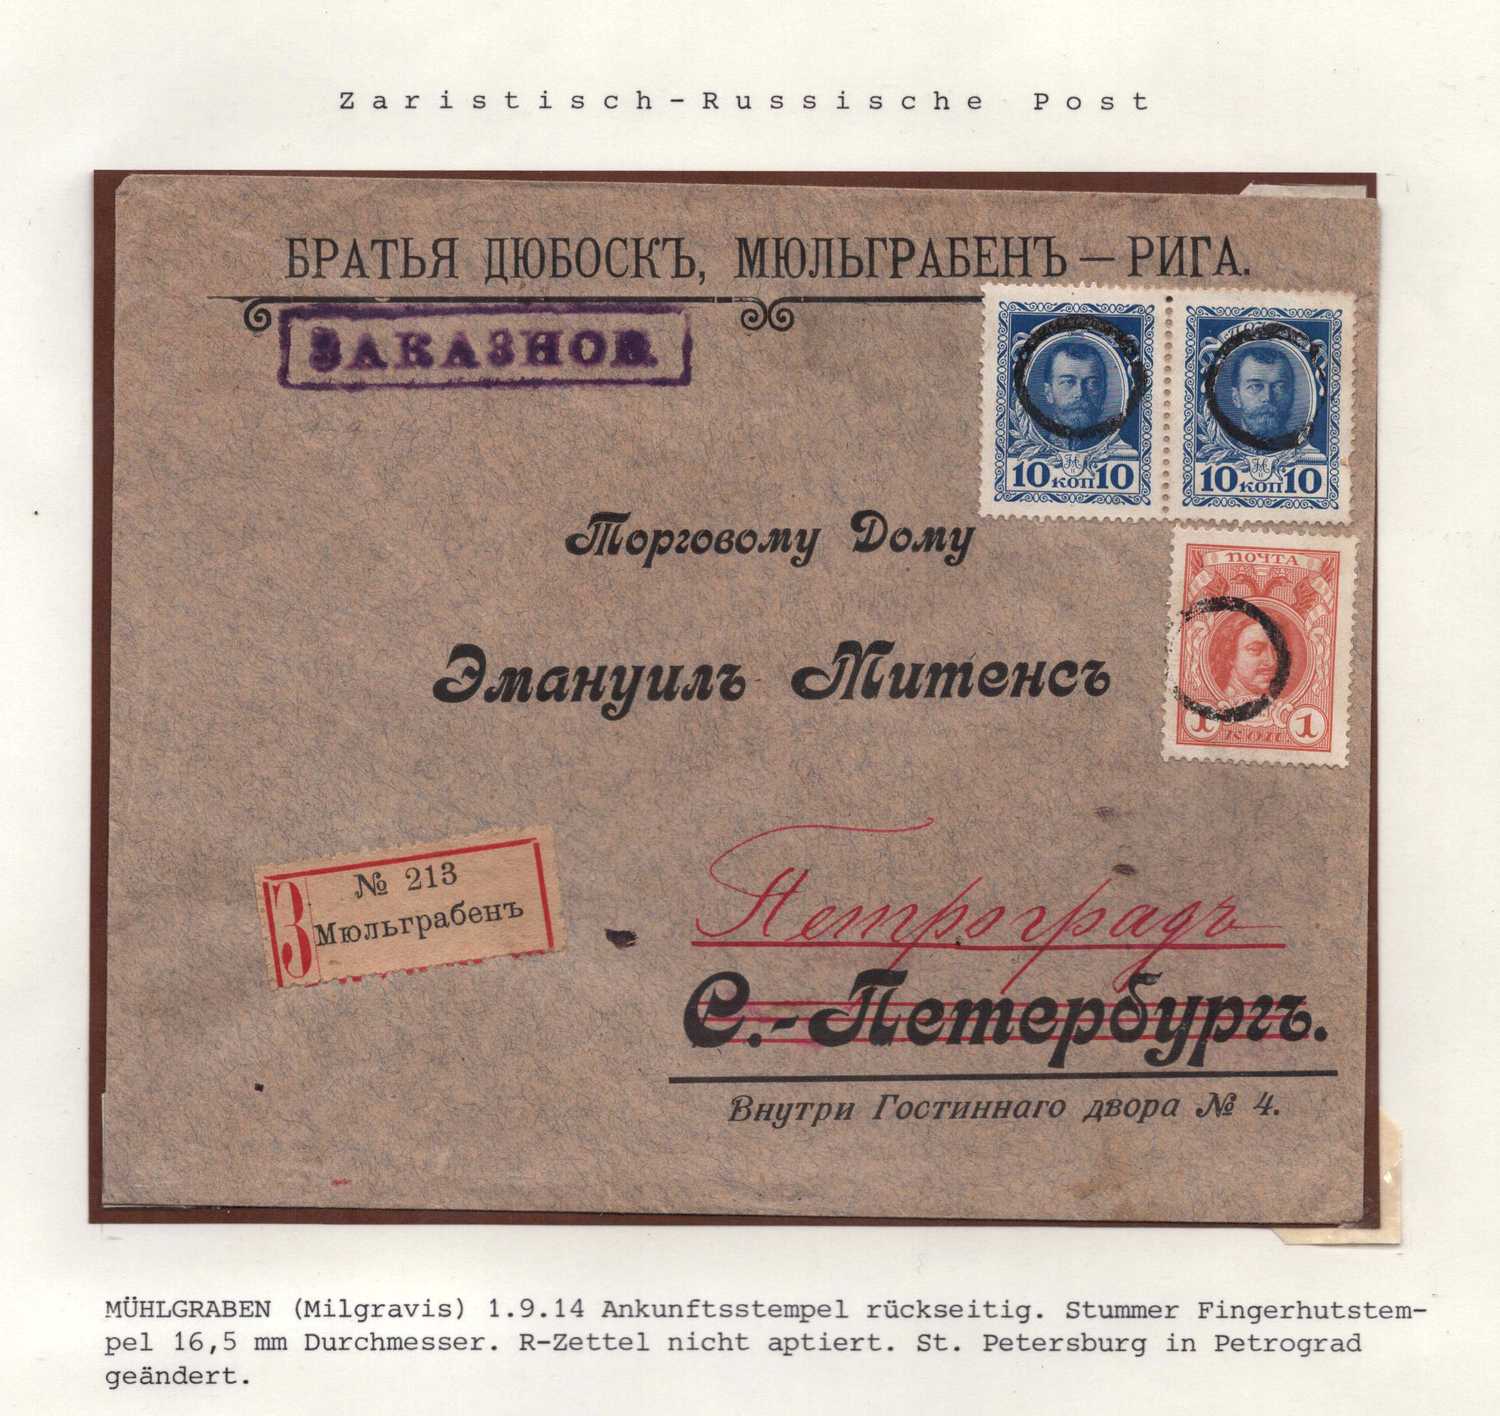 Zaristisch-Russische Post
БРАТЬЯ ДЮБОСКЪ, МЮЛЬГРАБЕНЪ — РИГА.
ЗАКАЗНОЕ
10 КОП 10
10 КОП 10
Торговому Дому
ПОЧТА
1 КОП. 1
Эмануилъ Митенсъ
З
№ 213
Мюльграбенъ
Петроградъ
С.-Петербургъ.
Внутри Гостиннаго двора № 4.
MÜHLGRABEN (Milgravis) 1.9.14 Ankunftsstempel rückseitig. Stummer Fingerhutstem-
pel 16,5 mm Durchmesser. R-Zettel nicht aptiert. St. Petersburg in Petrograd
geändert.